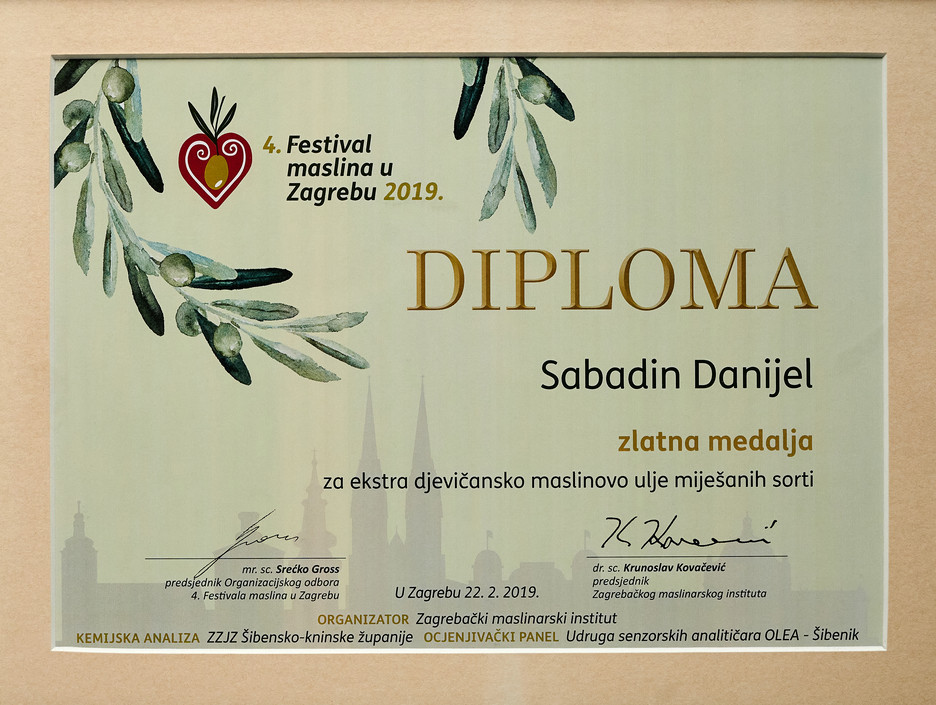 4. Festival
maslina u
Zagrebu 2019.
DIPLOMA
Sabadin Danijel
zlatna medalja
za ekstra djevičansko maslinovo ulje miješanih sorti
mr. sc. Srećko Gross
predsjednik Organizacijskog odbora
4. Festivala maslina u Zagrebu
U Zagrebu 22. 2. 2019.
dr. sc. Krunoslav Kovačević
predsjednik
Zagrebačkog maslinarskog instituta
ORGANIZATOR Zagrebački maslinarski institut
KEMIJSKA ANALIZA ZZJZ Šibensko-kninske županije OCJENJIVAČKI PANEL Udruga senzorskih analitičara OLEA - Šibenik